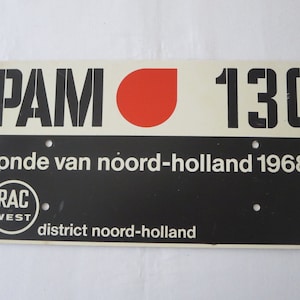 PAM 130
onde van noord-holland 1968
RAC
WEST
district noord-holland